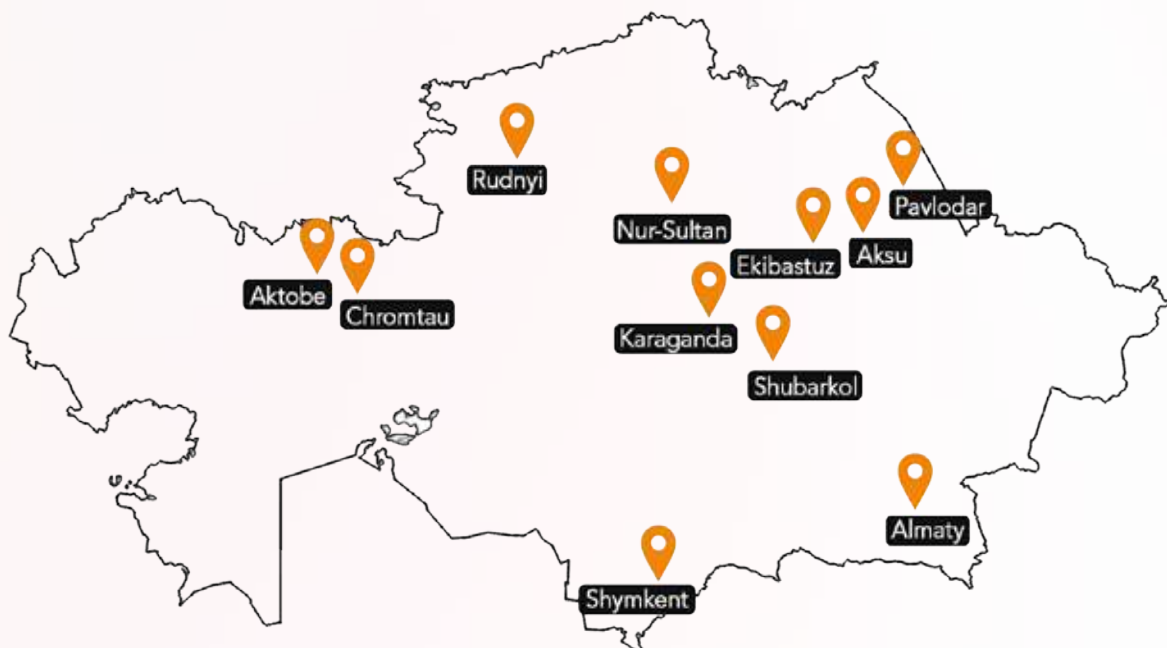 Rudnyi
Pavlodar
Nur-Sultan
Aksu
Ekibastuz
Aktobe
Chromtau
Karaganda
Shubarkol
Almaty
Shymkent